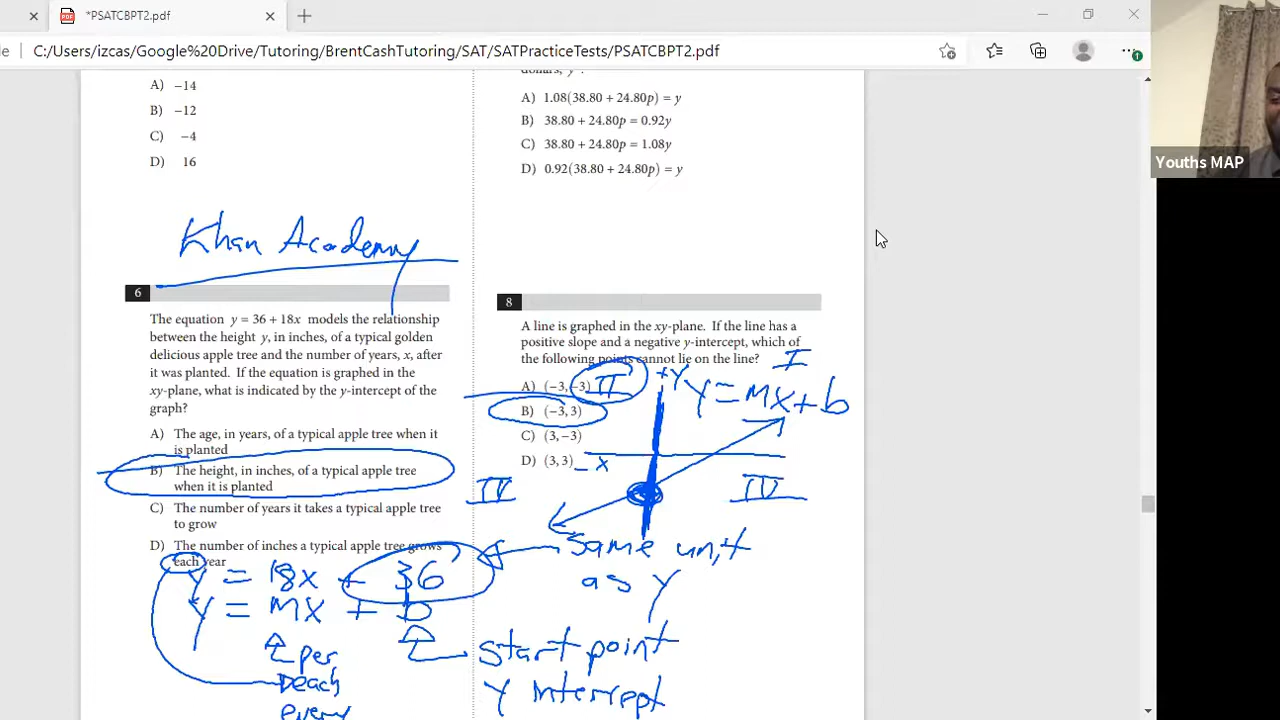 *PSATCBPT2.pdf
C:/Users/izcas/Google%20Drive/Tutoring/BrentCashTutoring/SAT/SATPracticeTests/PSATCBPT2.pdf
Youths MAP
A) −14
B) −12
C) −4
D) 16
Khan Academy
6
The equation y = 36 + 18x models the relationship
between the height y, in inches, of a typical golden
delicious apple tree and the number of years, x, after
it was planted. If the equation is graphed in the
xy-plane, what is indicated by the y-intercept of the
graph?
A) The age, in years, of a typical apple tree when it
is planted
B) The height, in inches, of a typical apple tree
when it is planted
C) The number of years it takes a typical apple tree
to grow
D) The number of inches a typical apple tree grows
each year
y = 18x + 36
y = mx + b
per
each
every
dollars, y ?
A) 1.08(38.80 + 24.80p) = y
B) 38.80 + 24.80p = 0.92y
C) 38.80 + 24.80p = 1.08y
D) 0.92(38.80 + 24.80p) = y
8
A line is graphed in the xy-plane. If the line has a
positive slope and a negative y-intercept, which of
the following points cannot lie on the line?
A) (−3, −3)
B) (−3, 3)
C) (3, −3)
D) (3, 3)
II
+y
I
y = mx + b
−x
IV
IV
same unit
as y
start point
y intercept